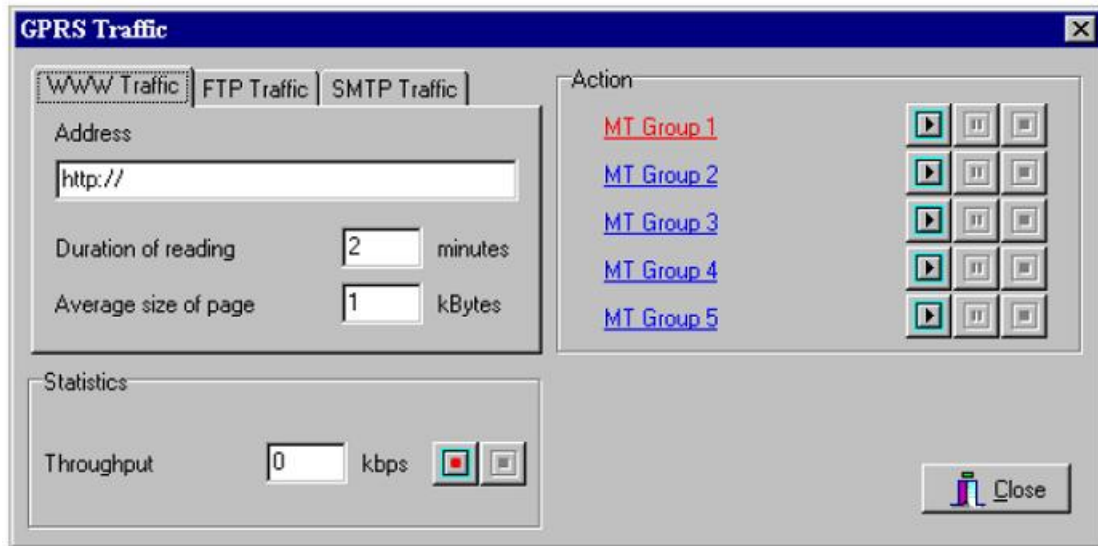 GPRS Traffic
WWW Traffic FTP Traffic SMTP Traffic
Address
http://
Duration of reading 2 minutes
Average size of page 1 kBytes
Statistics
Throughput 0 kbps
Action
MT Group 1
MT Group 2
MT Group 3
MT Group 4
MT Group 5
Close